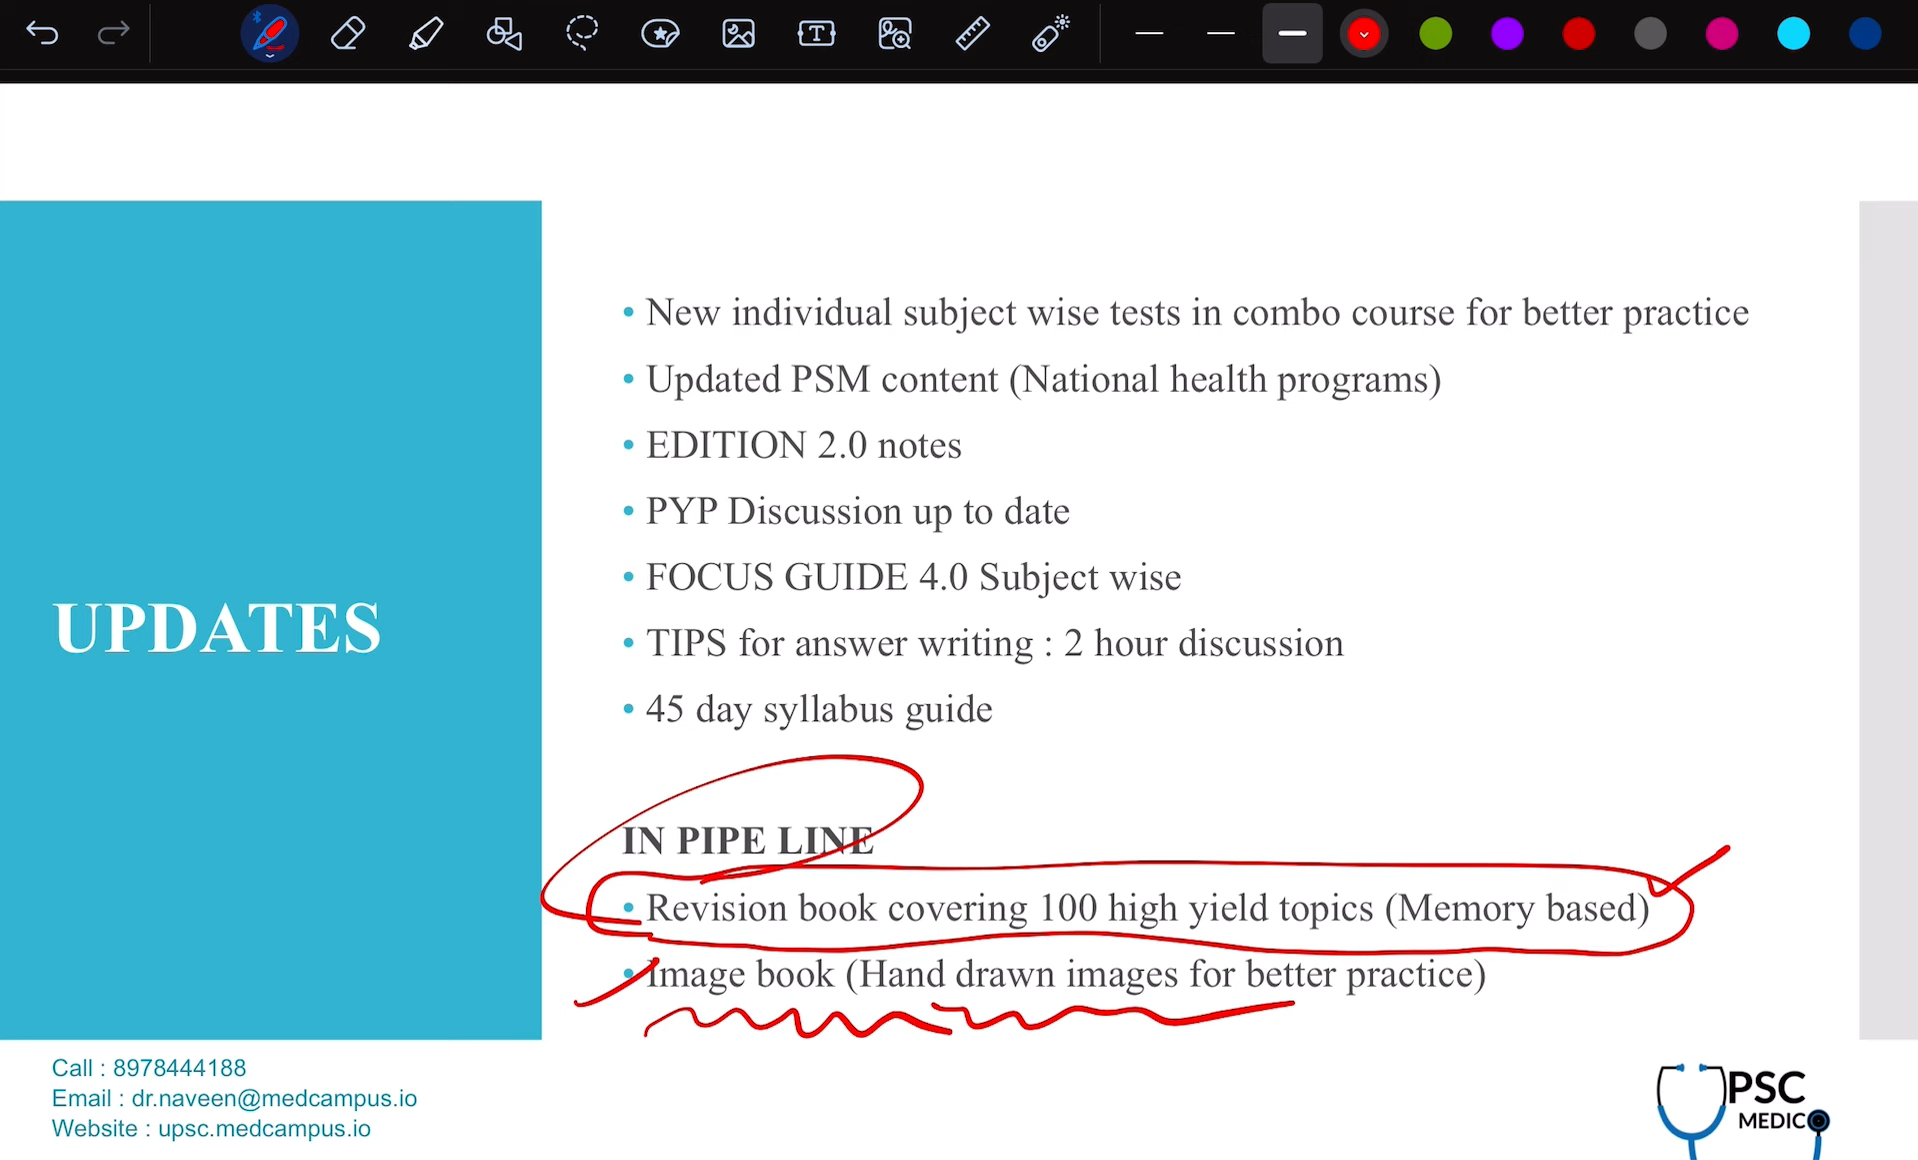 UPDATES
• New individual subject wise tests in combo course for better practice
• Updated PSM content (National health programs)
• EDITION 2.0 notes
• PYP Discussion up to date
• FOCUS GUIDE 4.0 Subject wise
• TIPS for answer writing : 2 hour discussion
• 45 day syllabus guide
IN PIPE LINE
• Revision book covering 100 high yield topics (Memory based)
• Image book (Hand drawn images for better practice)
Call : 8978444188
Email : dr.naveen@medcampus.io
Website : upsc.medcampus.io
UPSC
MEDICO